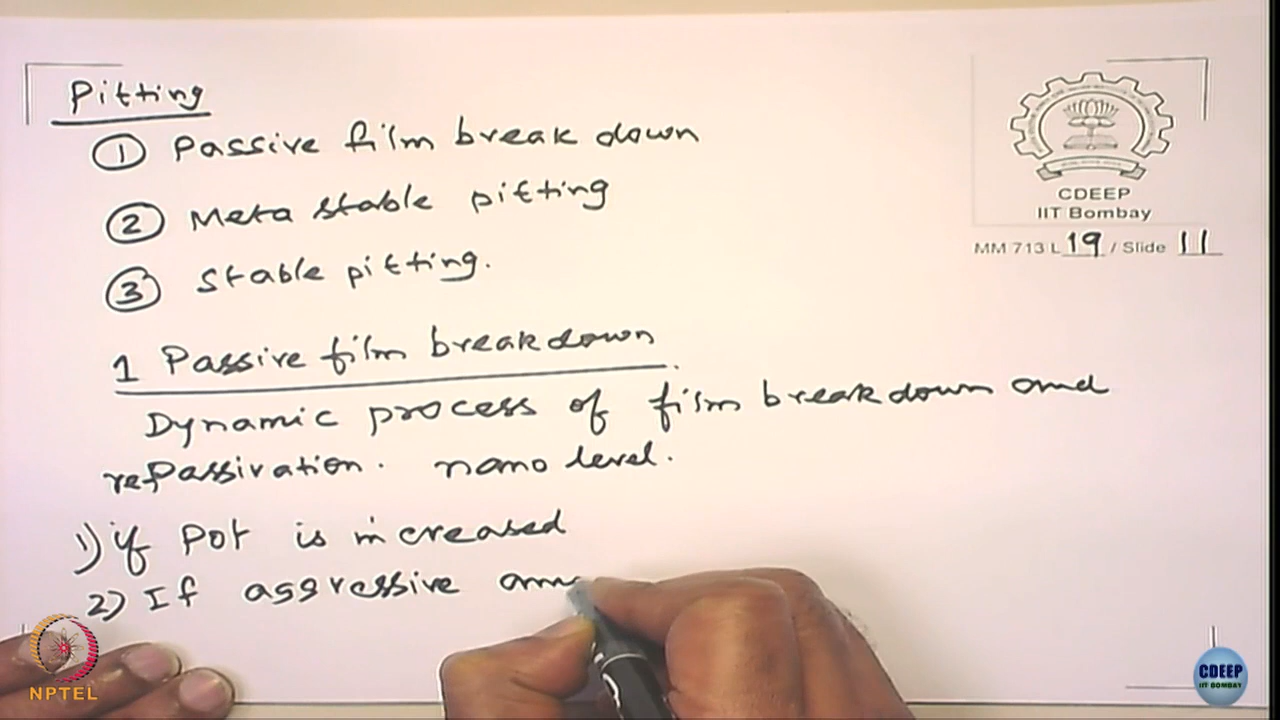 Pitting
① Passive film break down
② Meta stable pitting
③ Stable pitting.
1 Passive film breakdown
Dynamic process of film breakdown and
repassivation. nano level.
1) if pot is increased
2) If aggressive
CDEEP
IIT Bombay
MM 713 L 19 / Slide 11
NPTEL
CDEEP
IIT BOMBAY